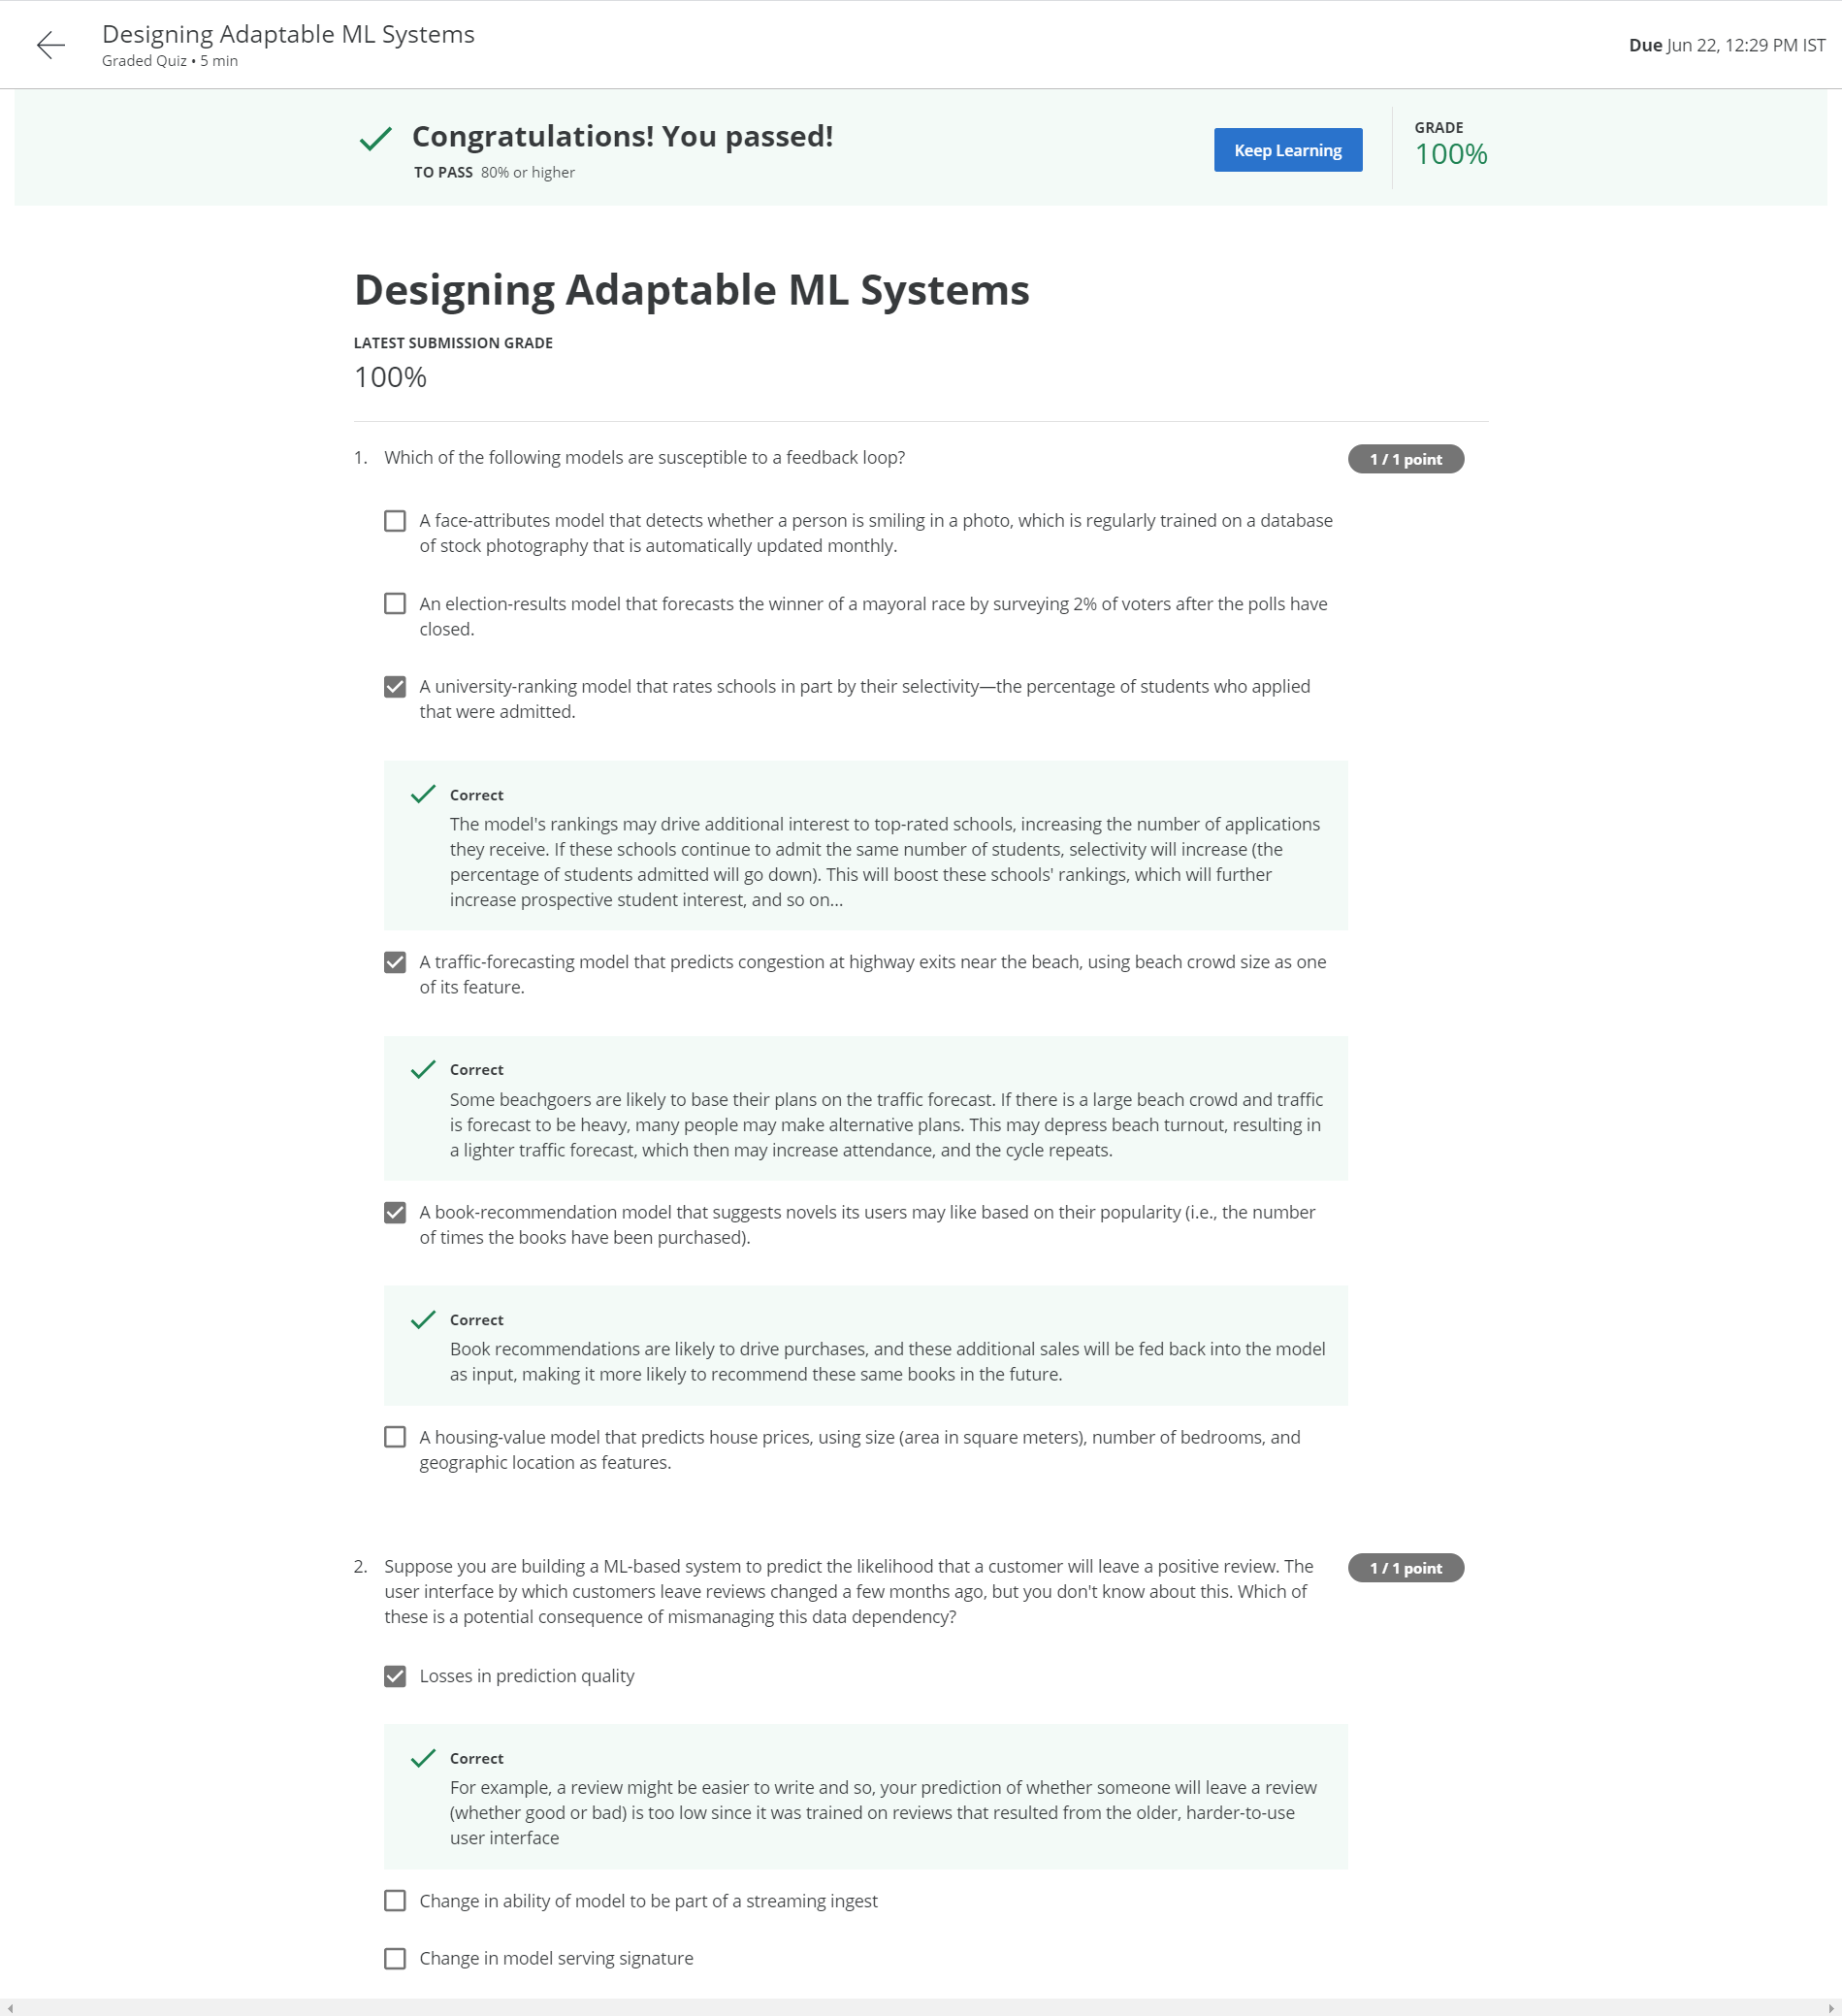 Designing Adaptable ML Systems
Graded Quiz • 5 min
Due Jun 22, 12:29 PM IST
Congratulations! You passed!
TO PASS 80% or higher
Keep Learning
GRADE
100%
Designing Adaptable ML Systems
LATEST SUBMISSION GRADE
100%
1. Which of the following models are susceptible to a feedback loop?
1 / 1 point
A face-attributes model that detects whether a person is smiling in a photo, which is regularly trained on a database
of stock photography that is automatically updated monthly.
An election-results model that forecasts the winner of a mayoral race by surveying 2% of voters after the polls have
closed.
A university-ranking model that rates schools in part by their selectivity—the percentage of students who applied
that were admitted.
Correct
The model's rankings may drive additional interest to top-rated schools, increasing the number of applications
they receive. If these schools continue to admit the same number of students, selectivity will increase (the
percentage of students admitted will go down). This will boost these schools' rankings, which will further
increase prospective student interest, and so on...
A traffic-forecasting model that predicts congestion at highway exits near the beach, using beach crowd size as one
of its feature.
Correct
Some beachgoers are likely to base their plans on the traffic forecast. If there is a large beach crowd and traffic
is forecast to be heavy, many people may make alternative plans. This may depress beach turnout, resulting in
a lighter traffic forecast, which then may increase attendance, and the cycle repeats.
A book-recommendation model that suggests novels its users may like based on their popularity (i.e., the number
of times the books have been purchased).
Correct
Book recommendations are likely to drive purchases, and these additional sales will be fed back into the model
as input, making it more likely to recommend these same books in the future.
A housing-value model that predicts house prices, using size (area in square meters), number of bedrooms, and
geographic location as features.
2. Suppose you are building a ML-based system to predict the likelihood that a customer will leave a positive review. The
user interface by which customers leave reviews changed a few months ago, but you don't know about this. Which of
these is a potential consequence of mismanaging this data dependency?
1 / 1 point
Losses in prediction quality
Correct
For example, a review might be easier to write and so, your prediction of whether someone will leave a review
(whether good or bad) is too low since it was trained on reviews that resulted from the older, harder-to-use
user interface
Change in ability of model to be part of a streaming ingest
Change in model serving signature